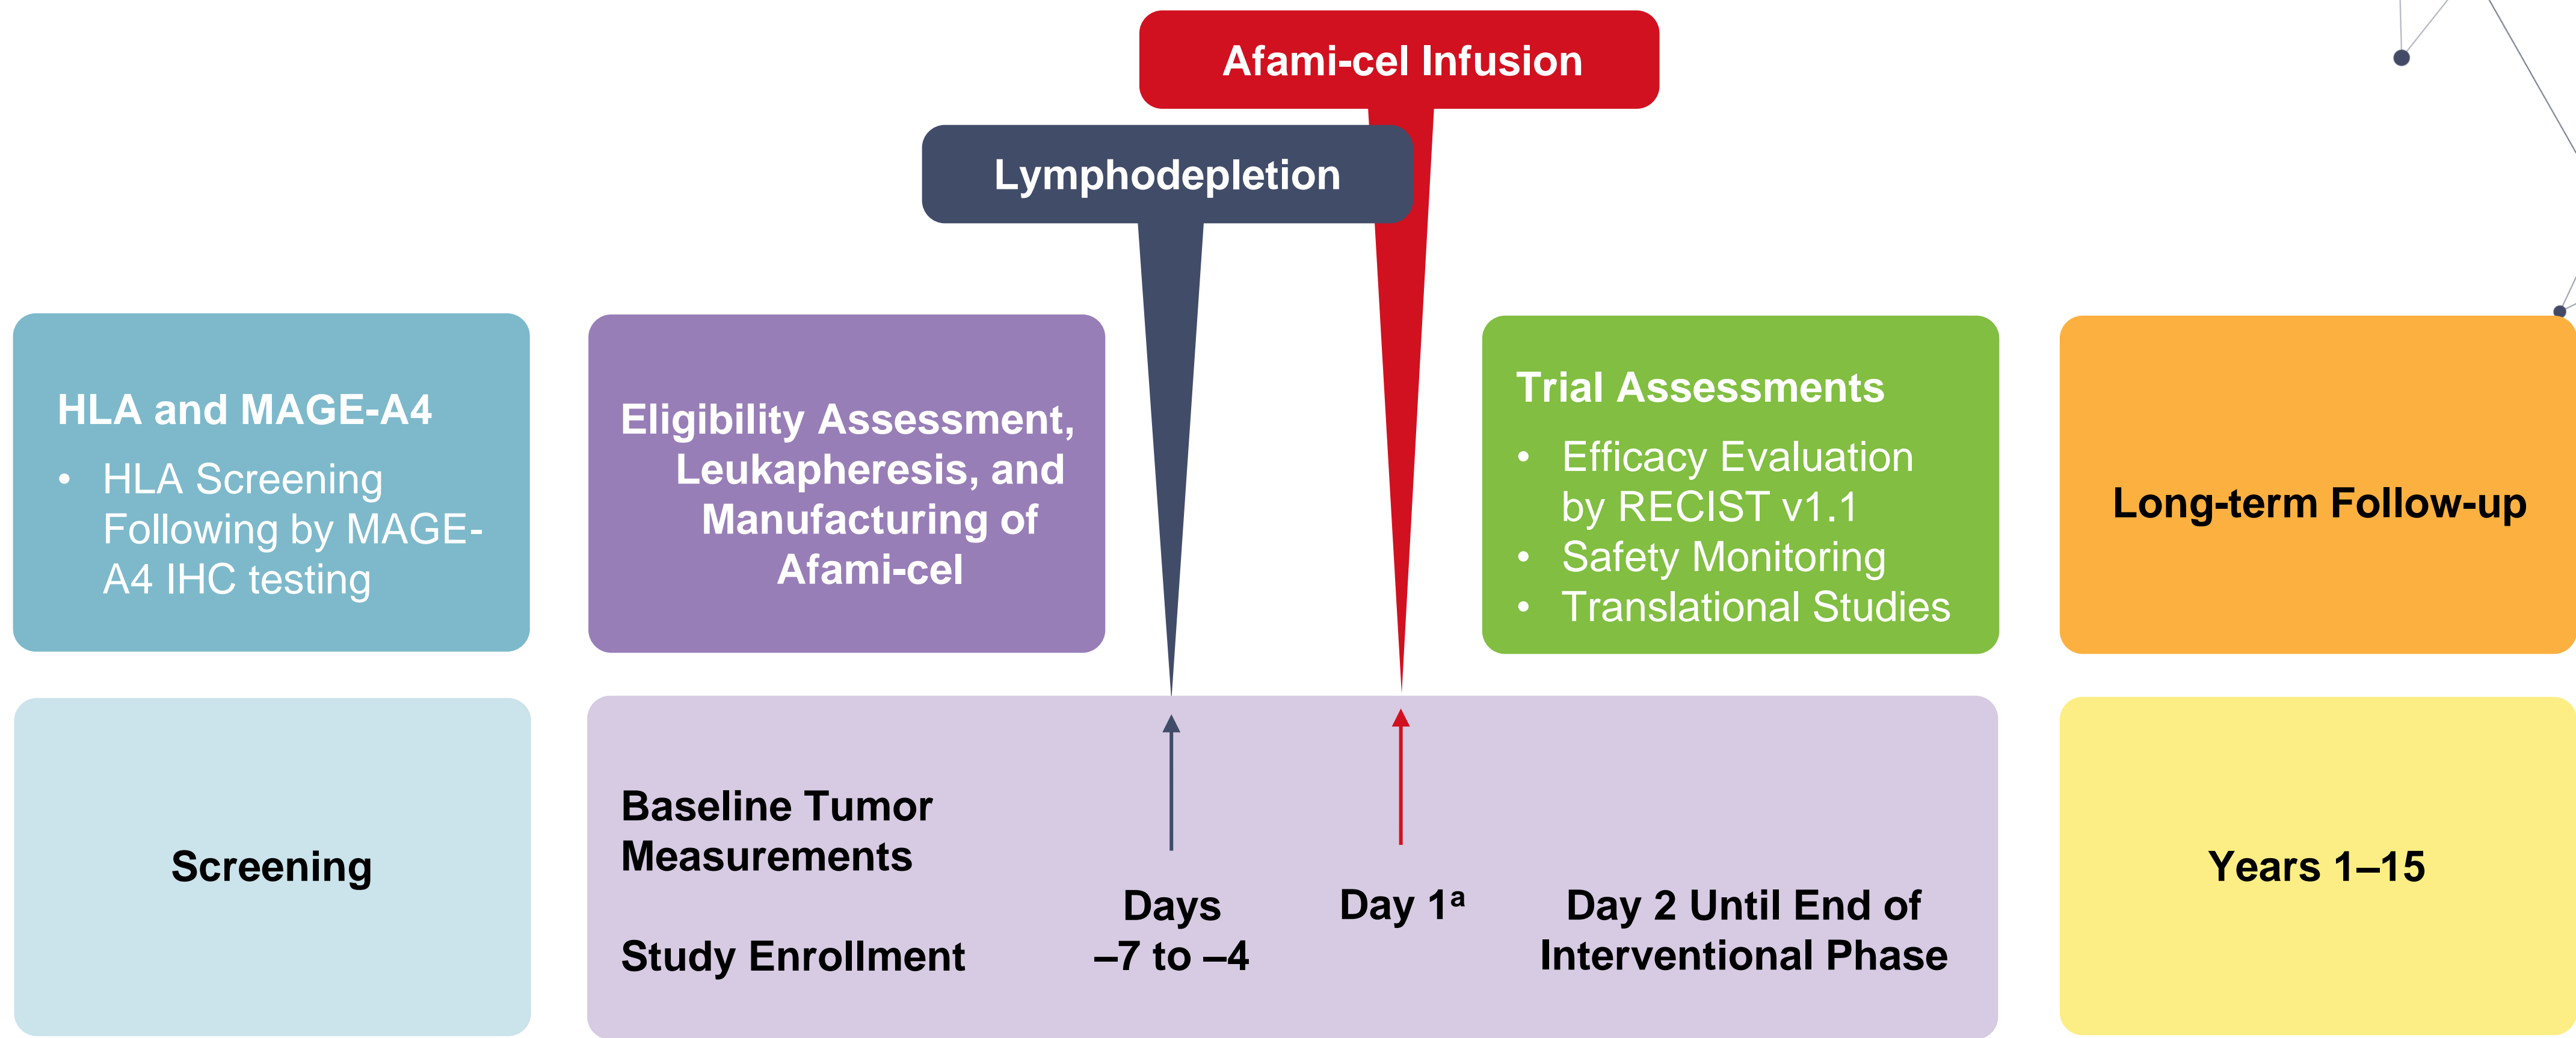 Afami-cel Infusion
Lymphodepletion
HLA and MAGE-A4
• HLA Screening
Following by MAGE-
A4 IHC testing
Eligibility Assessment,
Leukapheresis, and
Manufacturing of
Afami-cel
Trial Assessments
• Efficacy Evaluation
by RECIST v1.1
• Safety Monitoring
• Translational Studies
Long-term Follow-up
Screening
Baseline Tumor
Measurements
Study Enrollment
Days
–7 to –4
Day 1ᵃ
Day 2 Until End of
Interventional Phase
Years 1–15